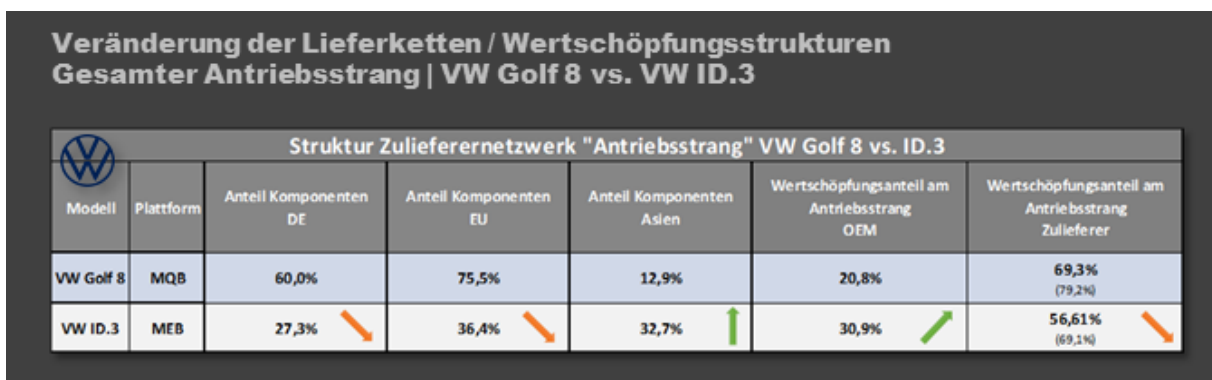 Veränderung der Lieferketten / Wertschöpfungsstrukturen
Gesamter Antriebsstrang | VW Golf 8 vs. VW ID.3
Struktur Zulieferernetzwerk "Antriebsstrang" VW Golf 8 vs. ID.3
Modell
Plattform
Anteil Komponenten
DE
Anteil Komponenten
EU
Anteil Komponenten
Asien
Wertschöpfungsanteil am
Antriebsstrang
OEM
Wertschöpfungsanteil am
Antriebsstrang
Zulieferer
VW Golf 8 MQB 60,0% 75,5% 12,9% 20,8% 69,3%
(79,2%)
VW ID.3 MEB 27,3% 36,4% 32,7% 30,9% 56,61%
(69,1%)